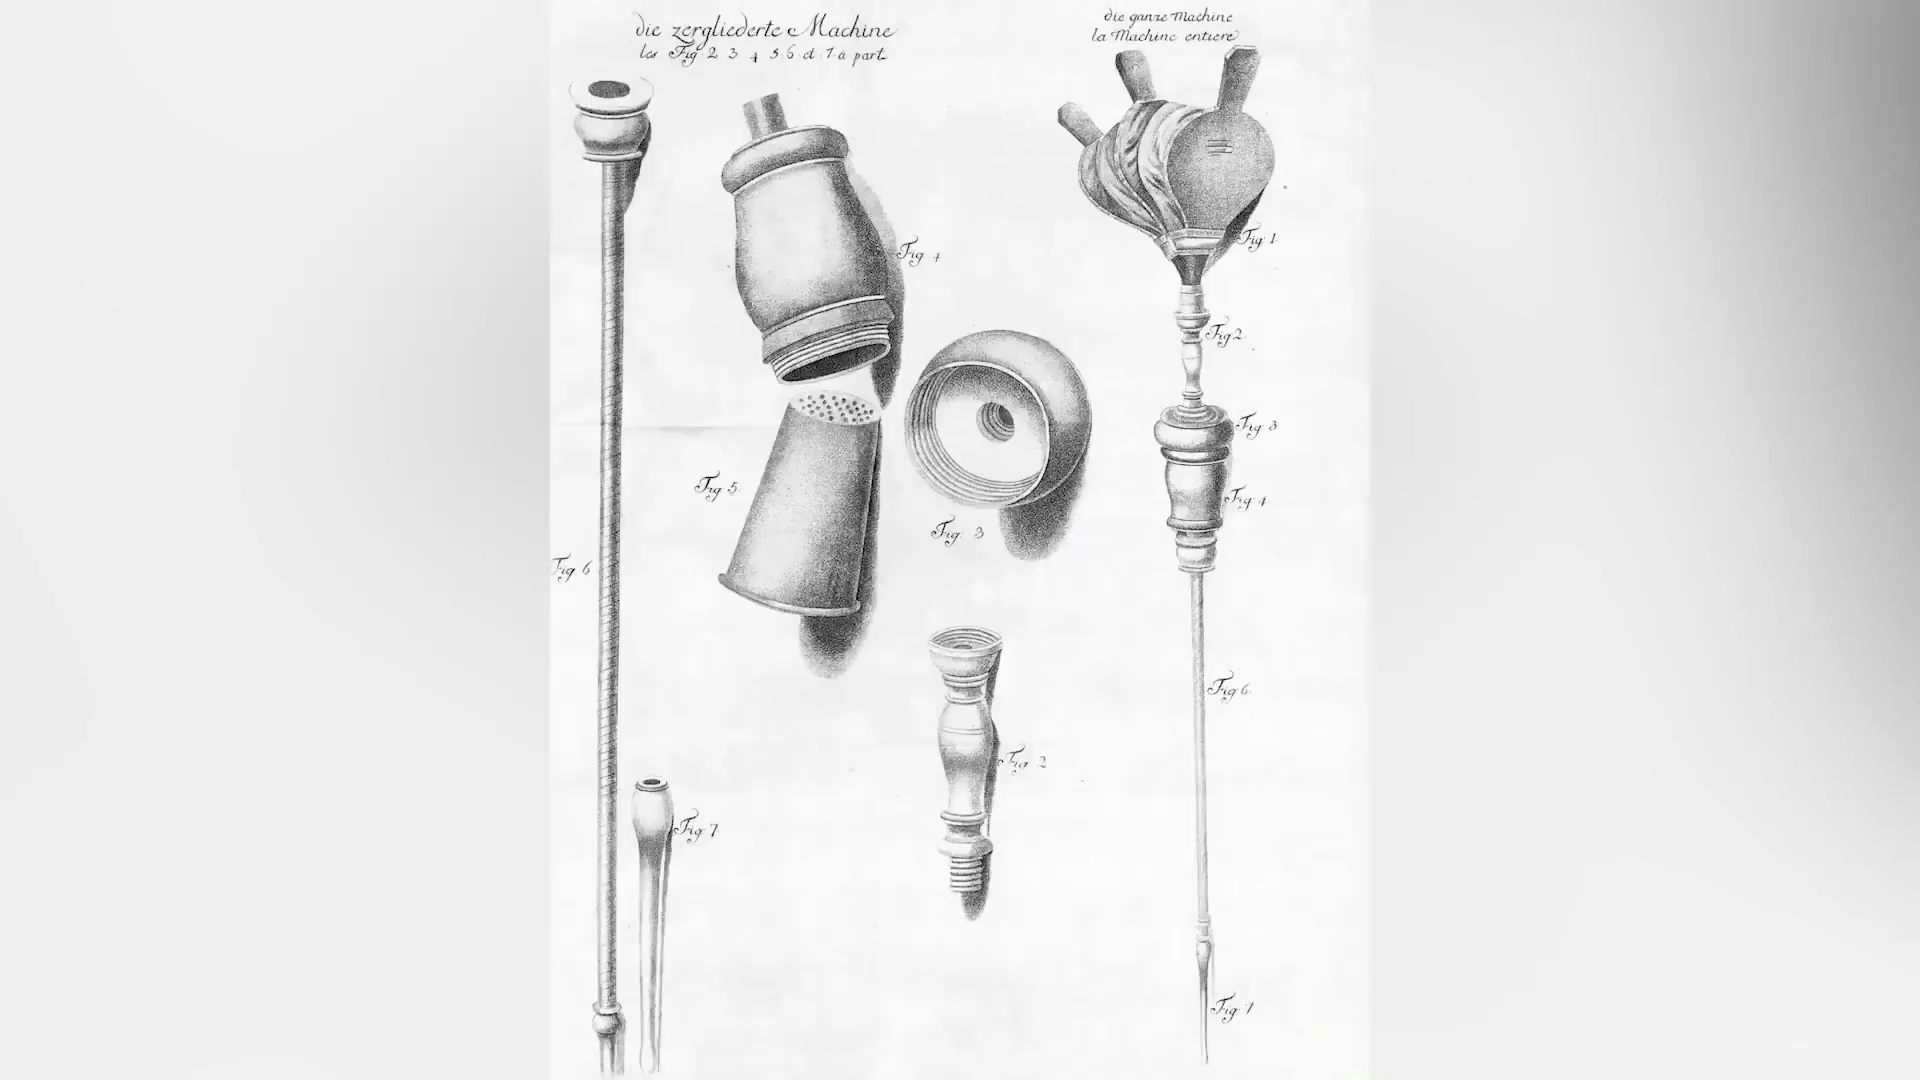 die zergliederte Machine
les Fig 2 3 4 5 6 et 7 a part
die ganze Machine
la Machine entiere
Fig 1.
Fig 4
Fig 2.
Fig 3
Fig 5.
Fig 4
Fig. 3
Fig 6
Fig 6.
Fig 2
Fig 7.
Fig 7